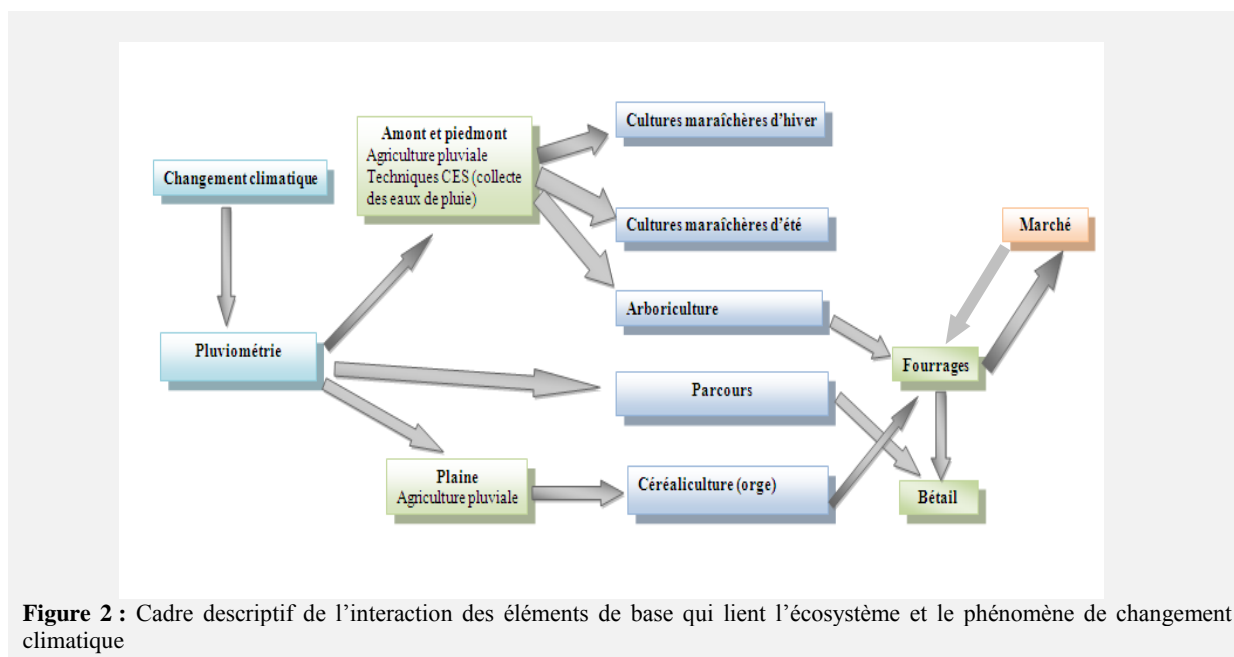 Changement climatique
Pluviométrie
Amont et piedmont
Agriculture pluviale
Techniques CES (collecte
des eaux de pluie)
Plaine
Agriculture pluviale
Cultures maraîchères d'hiver
Cultures maraîchères d'été
Arboriculture
Parcours
Céréaliculture (orge)
Marché
Fourrages
Bétail
Figure 2 : Cadre descriptif de l'interaction des éléments de base qui lient l'écosystème et le phénomène de changement
climatique